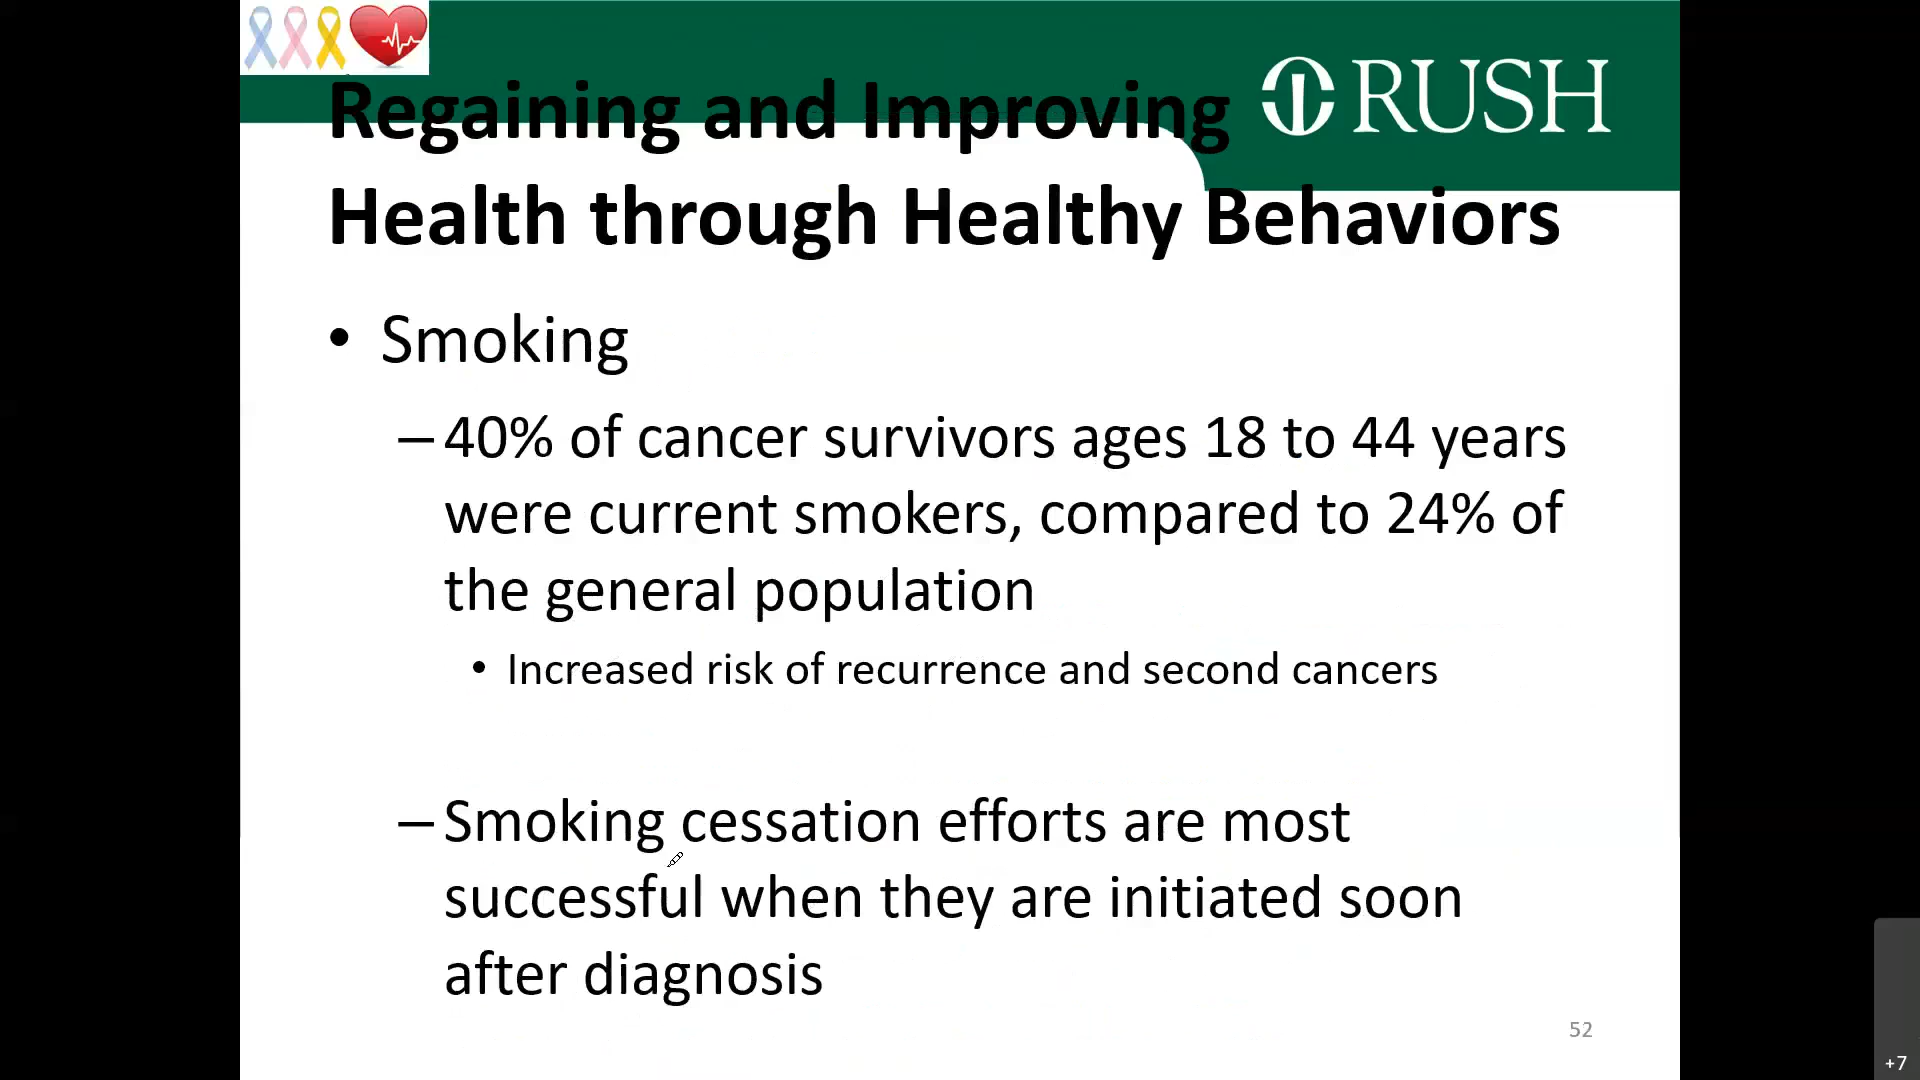 RUSH
Regaining and Improving
Health through Healthy Behaviors
• Smoking
– 40% of cancer survivors ages 18 to 44 years
were current smokers, compared to 24% of
the general population
• Increased risk of recurrence and second cancers
– Smoking cessation efforts are most
successful when they are initiated soon
after diagnosis
52
+7